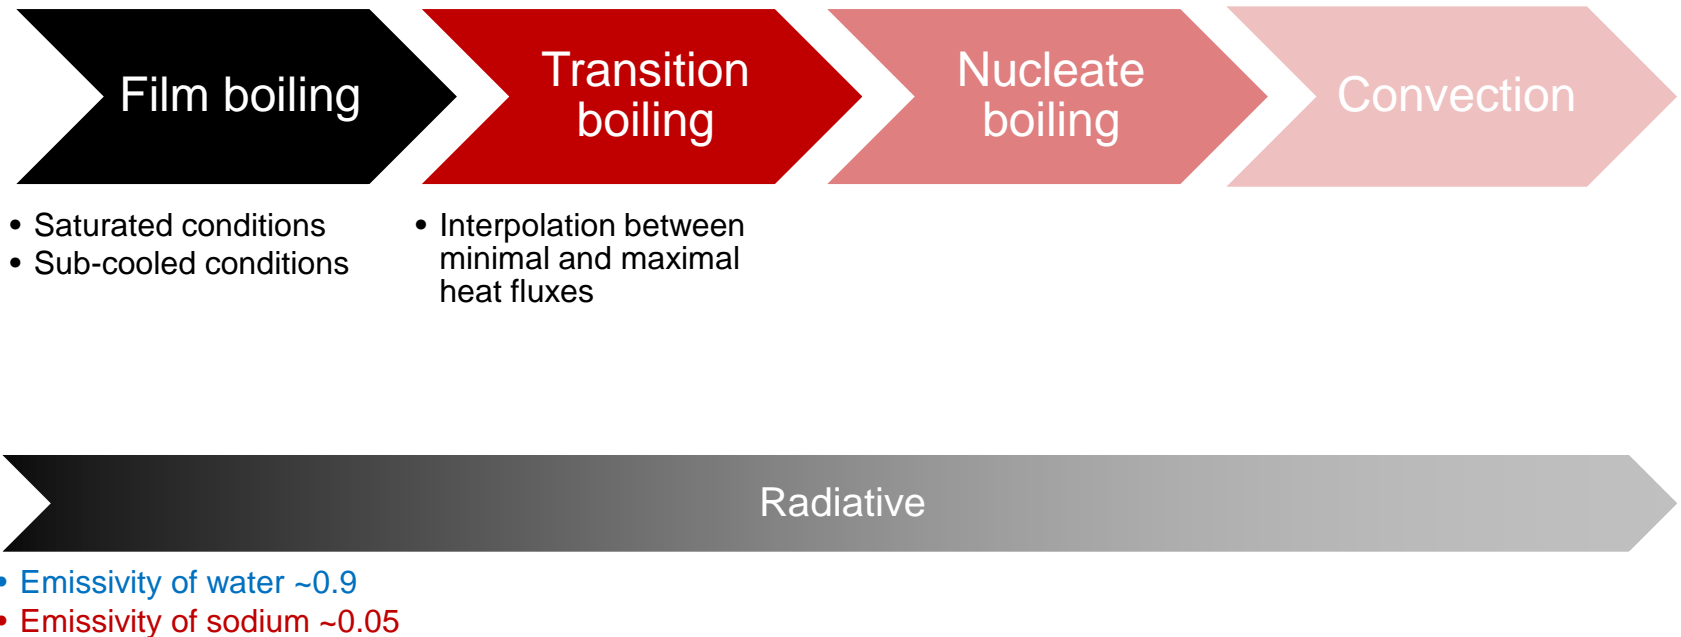 Film boiling
Transition
boiling
Nucleate
boiling
Convection
• Saturated conditions
• Sub-cooled conditions
• Interpolation between
minimal and maximal
heat fluxes
Radiative
• Emissivity of water ~0.9
• Emissivity of sodium ~0.05